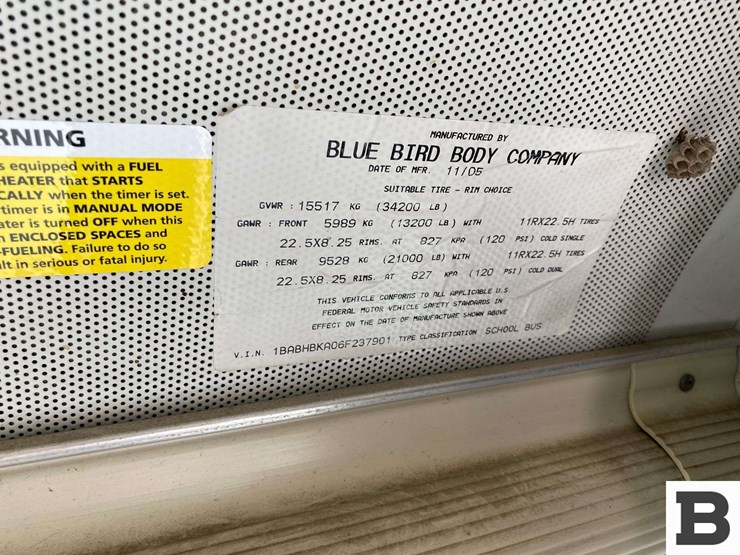 RNING
s equipped with a FUEL
HEATER that STARTS
CALLY when the timer is set.
timer is in MANUAL MODE
ater is turned OFF when this
n ENCLOSED SPACES and
-FUELING. Failure to do so
lt in serious or fatal injury.
MANUFACTURED BY
BLUE BIRD BODY COMPANY
DATE OF MFR. 11/05
SUITABLE TIRE - RIM CHOICE
GVWR : 15517 KG (34200 LB)
GAWR : FRONT 5989 KG (13200 LB) WITH 11RX22.5H TIRES
22.5X8.25 RIMS. AT 827 KPA (120 PSI) COLD SINGLE
GAWR : REAR 9528 KG (21000 LB) WITH 11RX22.5H TIRES
22.5X8.25 RIMS. AT 827 KPA (120 PSI) COLD DUAL
THIS VEHICLE CONFORMS TO ALL APPLICABLE U.S
FEDERAL MOTOR VEHICLE SAFETY STANDARDS IN
EFFECT ON THE DATE OF MANUFACTURE SHOWN ABOVE
V.I.N. 1BABHBKA06F237901 TYPE CLASSIFICATION SCHOOL BUS
B